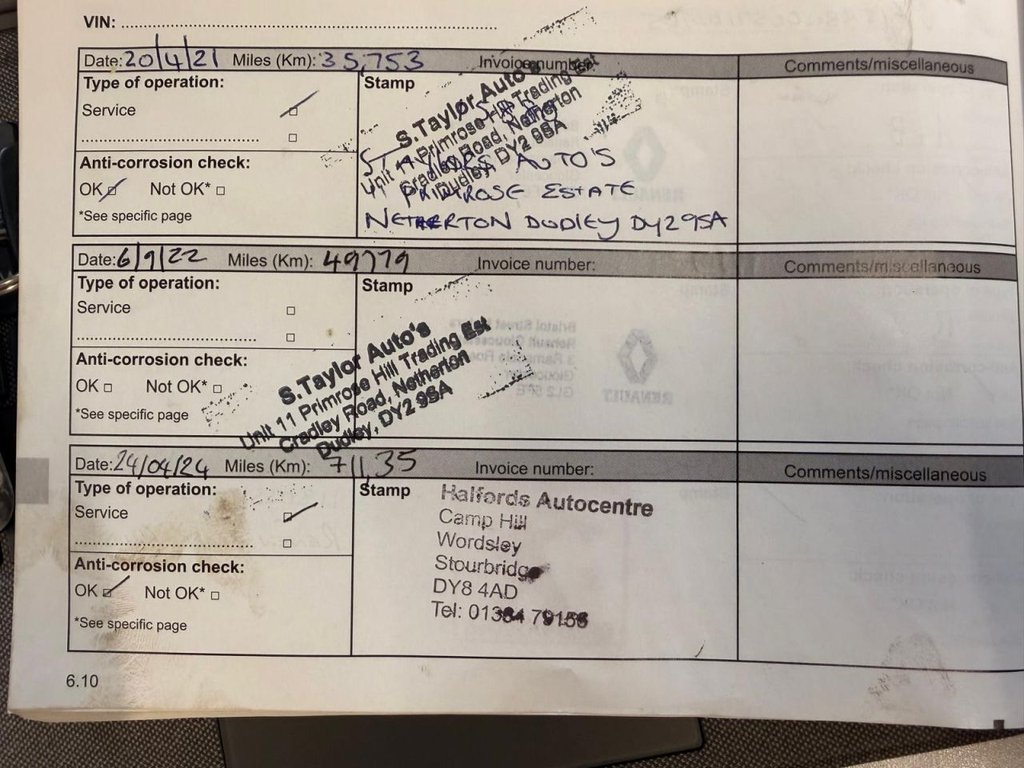 VIN: ........................................................
Date: 20/4/21 Miles (Km): 35,753 Invoice number: Comments/miscellaneous
Type of operation:
Service
Stamp
S.Taylor Auto's
Unit 11 Primrose Hill Trading Est
Cradley Road, Netherton
Dudley, DY2 9SA
AUTO'S
PRIMROSE ESTATE
NETHERTON DUDLEY DY2 9SA
Anti-corrosion check:
OK Not OK*
*See specific page
Date: 6/9/22 Miles (Km): 49779 Invoice number: Comments/miscellaneous
Type of operation:
Service
Stamp
S.Taylor Auto's
Unit 11 Primrose Hill Trading Est
Cradley Road, Netherton
Dudley, DY2 9SA
Anti-corrosion check:
OK Not OK*
*See specific page
Date: 24/04/24 Miles (Km): 71,135 Invoice number: Comments/miscellaneous
Type of operation:
Service
Stamp
Halfords Autocentre
Camp Hill
Wordsley
Stourbridge
DY8 4AD
Tel: 01384 79156
Anti-corrosion check:
OK Not OK*
*See specific page
6.10